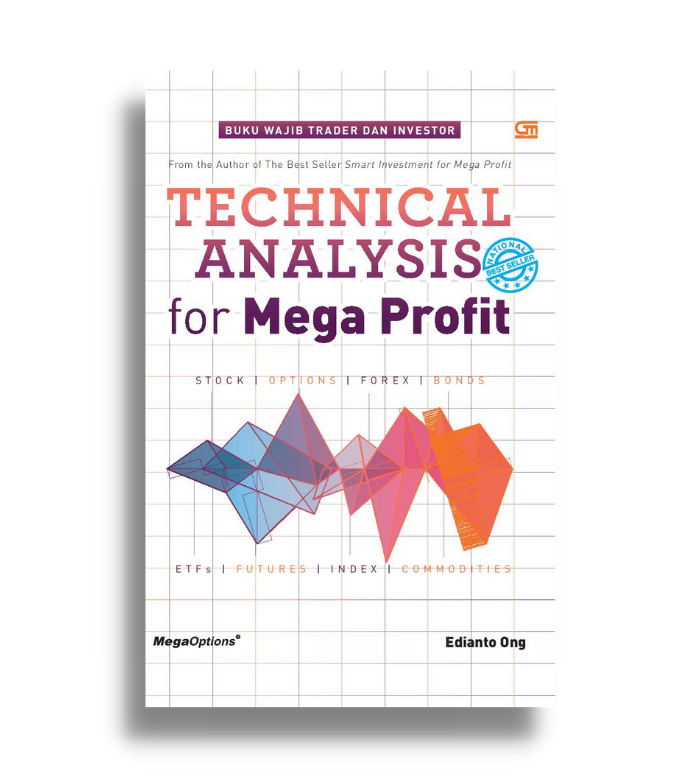 BUKU WAJIB TRADER DAN INVESTOR
GM
From the Author of The Best Seller Smart Investment for Mega Profit
TECHNICAL
ANALYSIS
NATIONAL
BEST SELLER
for Mega Profit
STOCK | OPTIONS | FOREX | BONDS
ETFs | FUTURES | INDEX | COMMODITIES
MegaOptions®
Edianto Ong